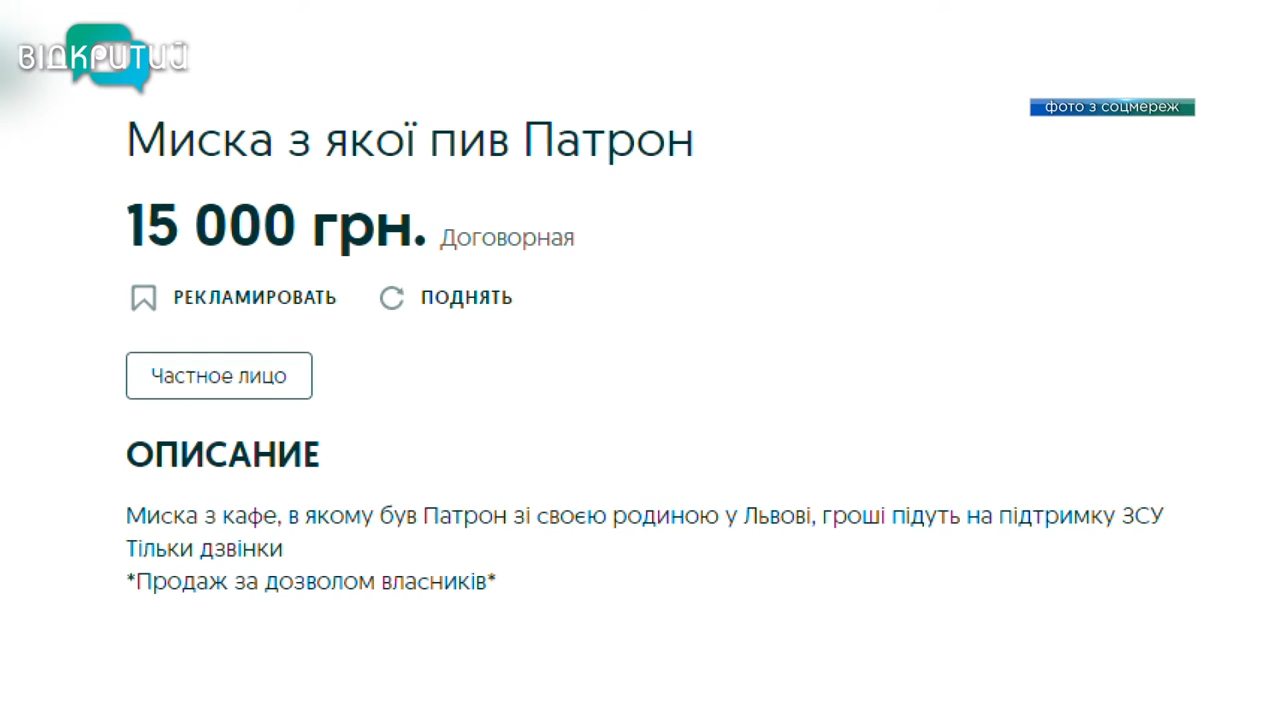 ВІДКРИТИЙ
фото з соцмереж
Миска з якої пив Патрон
15 000 грн. Договорная
РЕКЛАМИРОВАТЬ ПОДНЯТЬ
Частное лицо
ОПИСАНИЕ
Миска з кафе, в якому був Патрон зі своєю родиною у Львові, гроші підуть на підтримку ЗСУ
Тільки дзвінки
*Продаж за дозволом власників*